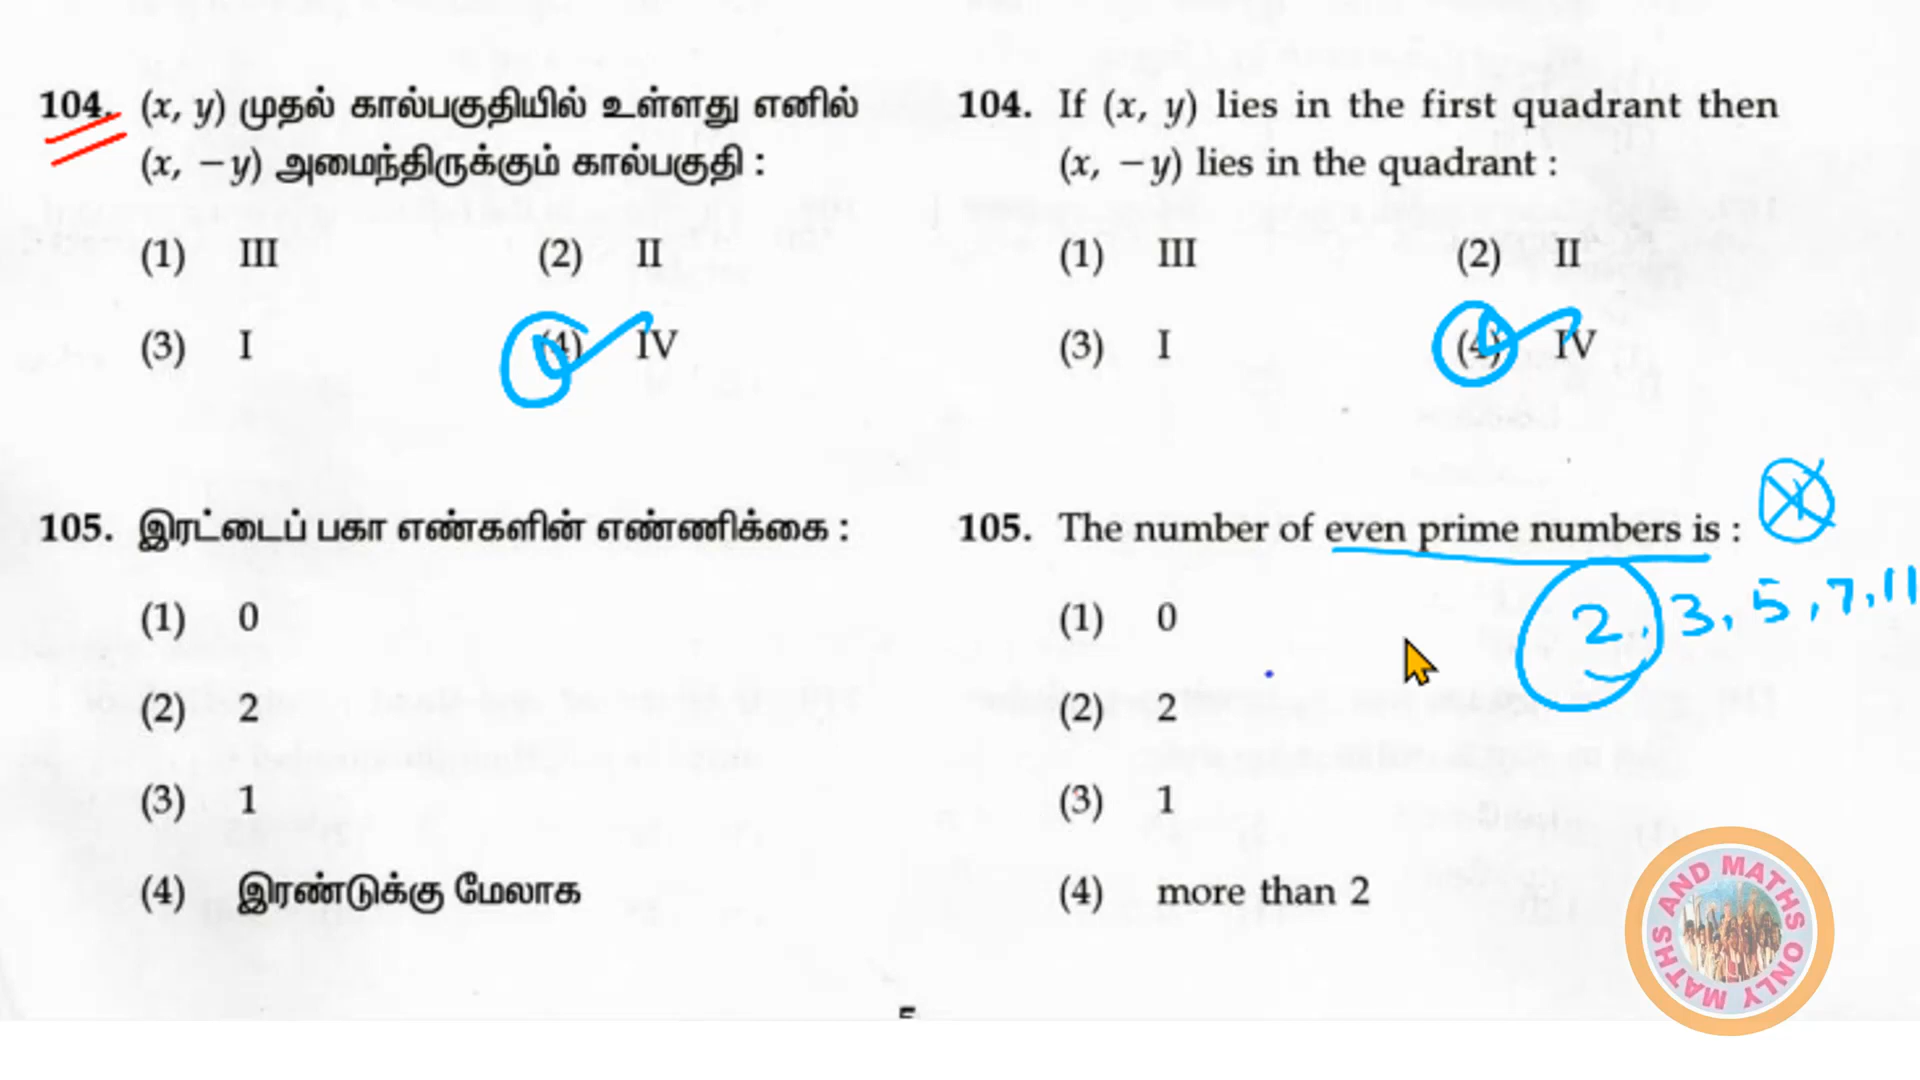 104. (x, y) முதல் கால்பகுதியில் உள்ளது எனில்
(x, −y) அமைந்திருக்கும் கால்பகுதி :
(1) III (2) II
(3) I (4) IV
105. இரட்டைப் பகா எண்களின் எண்ணிக்கை :
(1) 0
(2) 2
(3) 1
(4) இரண்டுக்கு மேலாக
104. If (x, y) lies in the first quadrant then
(x, −y) lies in the quadrant :
(1) III (2) II
(3) I (4) IV
105. The number of even prime numbers is :
2, 3, 5, 7, 11
(1) 0
(2) 2
(3) 1
(4) more than 2
MATHS AND MATHS ONLY